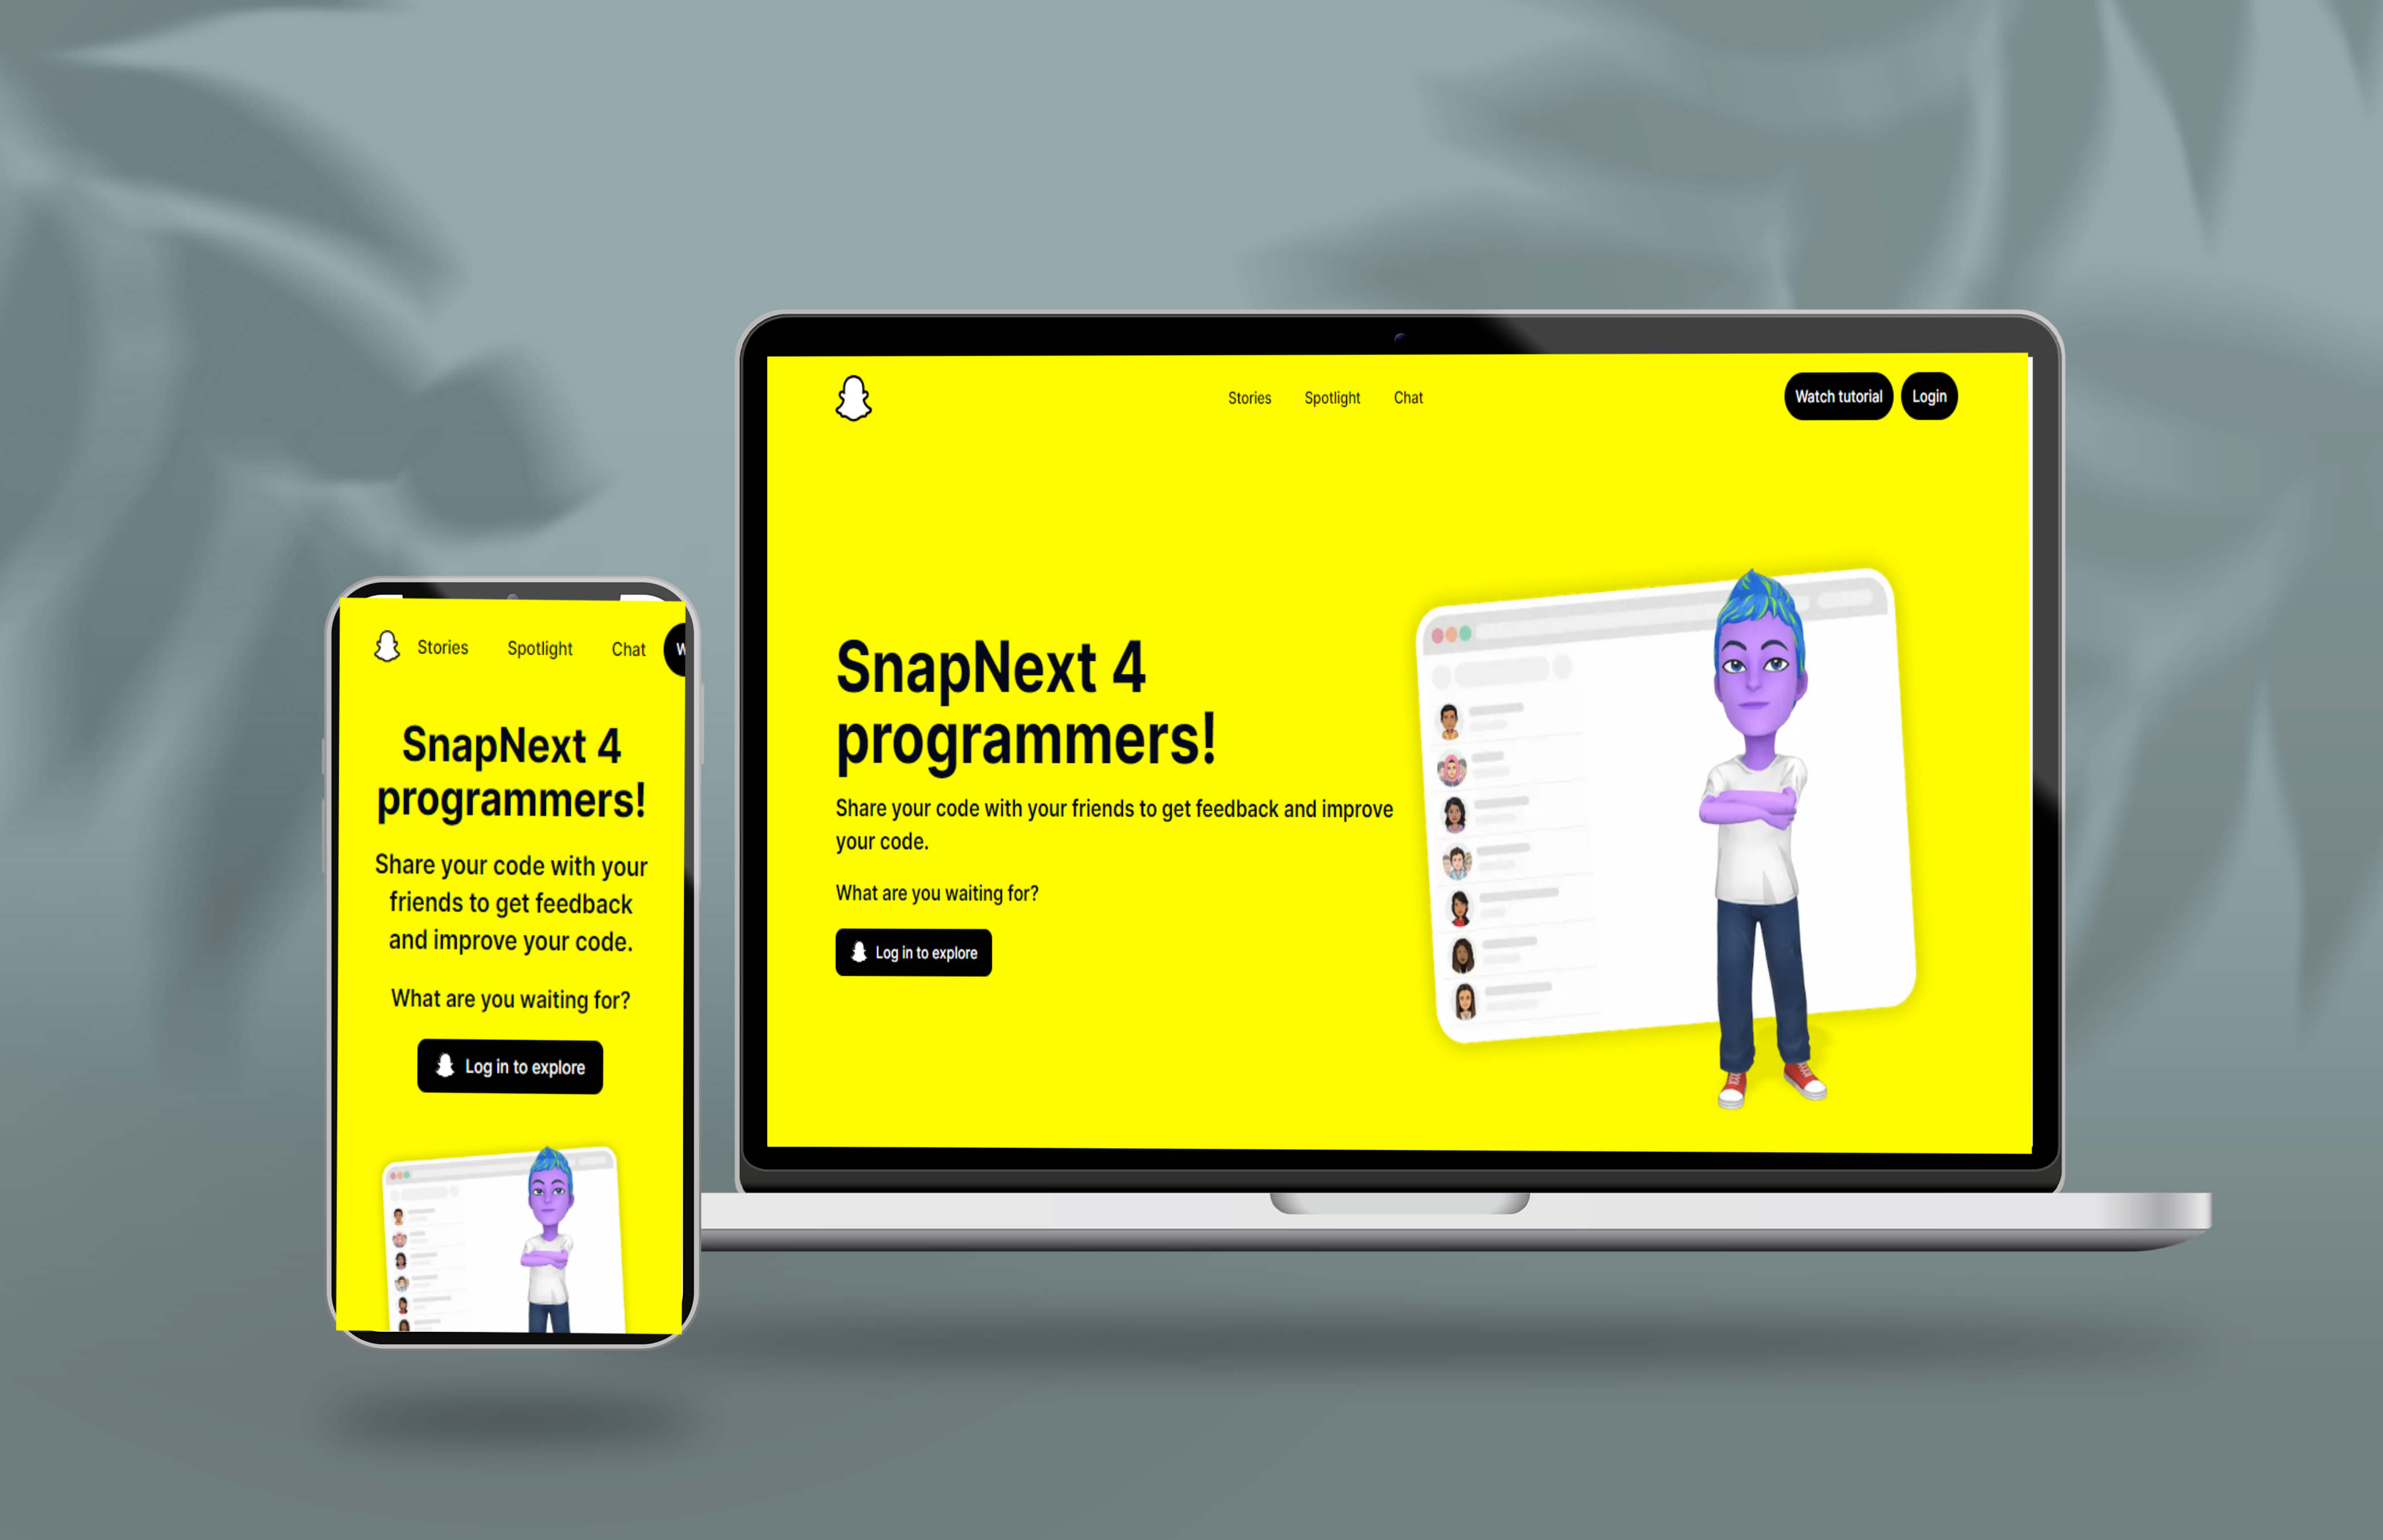 Stories
Spotlight
Chat
W
SnapNext 4
programmers!
Share your code with your
friends to get feedback
and improve your code.
What are you waiting for?
Log in to explore
Stories
Spotlight
Chat
Watch tutorial
Login
SnapNext 4
programmers!
Share your code with your friends to get feedback and improve
your code.
What are you waiting for?
Log in to explore